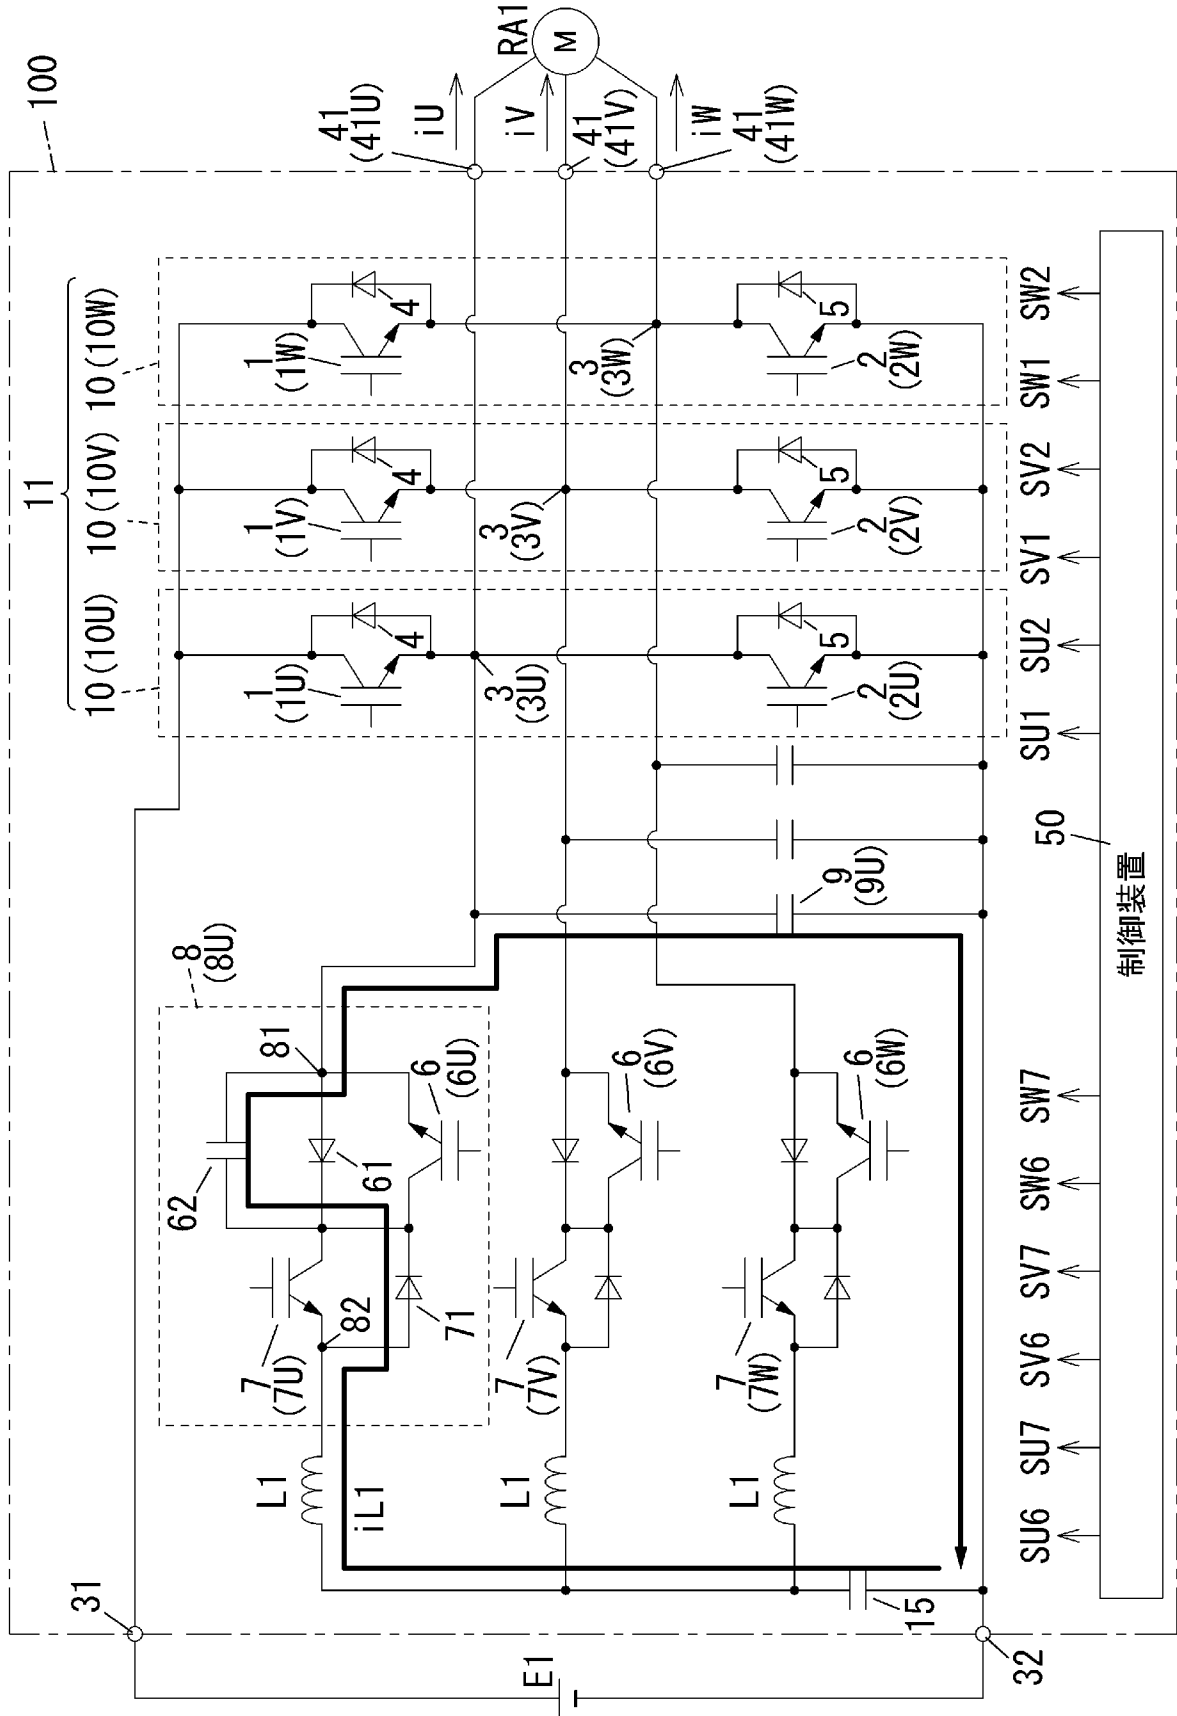 100
11
10(10U)
10(10V)
10(10W)
1
(1U)
1
(1V)
1
(1W)
4
4
4
31
E1
32
8
(8U)
62
81
61
6
(6U)
7
(7U)
82
71
L1
iL1
6
(6V)
7
(7V)
L1
6
(6W)
7
(7W)
L1
15
9
(9U)
3
(3U)
3
(3V)
3
(3W)
2
(2U)
2
(2V)
2
(2W)
5
5
5
41
(41U)
iU
41
(41V)
iV
41
(41W)
iW
RA1
M
SU6
SU7
SV6
SV7
SW6
SW7
SU1
SU2
SV1
SV2
SW1
SW2
50
制御装置